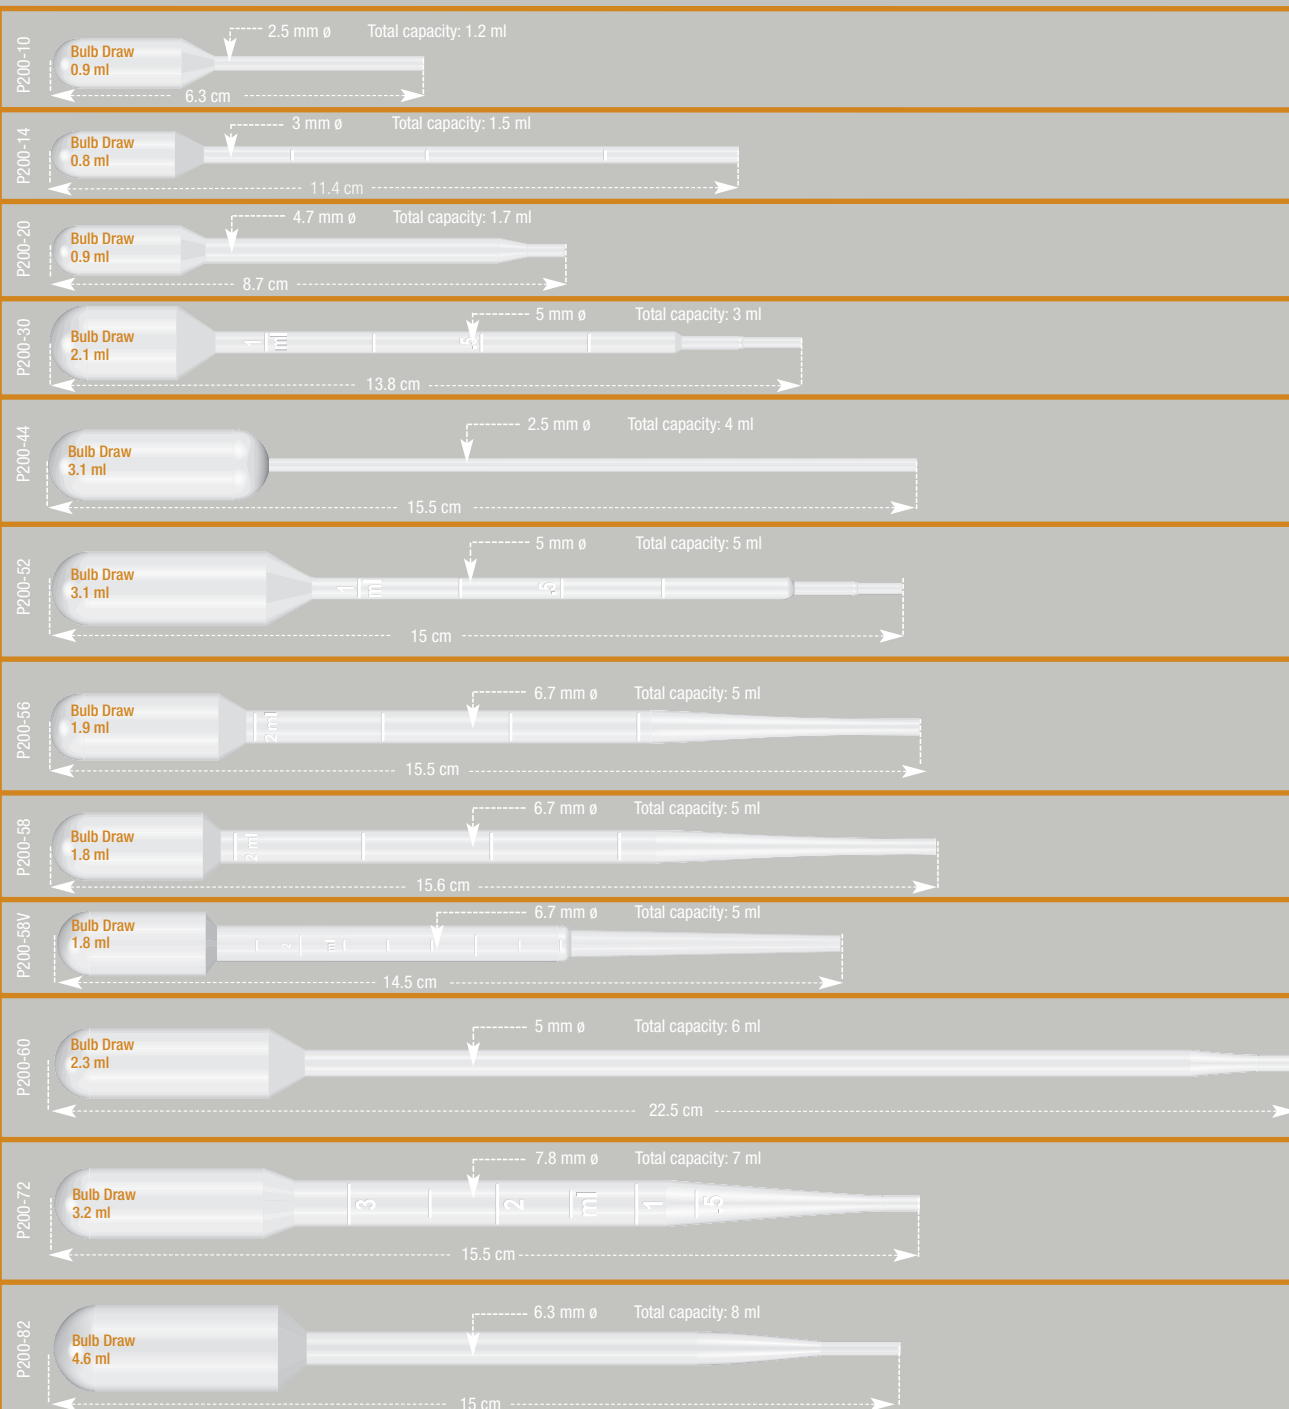 P200-10
2.5 mm ø Total capacity: 1.2 ml
Bulb Draw
0.9 ml
6.3 cm
P200-14
3 mm ø Total capacity: 1.5 ml
Bulb Draw
0.8 ml
11.4 cm
P200-20
4.7 mm ø Total capacity: 1.7 ml
Bulb Draw
0.9 ml
8.7 cm
P200-30
5 mm ø Total capacity: 3 ml
Bulb Draw
2.1 ml
1 ml .5
13.8 cm
P200-44
2.5 mm ø Total capacity: 4 ml
Bulb Draw
3.1 ml
15.5 cm
P200-52
5 mm ø Total capacity: 5 ml
Bulb Draw
3.1 ml
1 ml .5
15 cm
P200-56
6.7 mm ø Total capacity: 5 ml
Bulb Draw
1.9 ml
2 ml
15.5 cm
P200-58
6.7 mm ø Total capacity: 5 ml
Bulb Draw
1.8 ml
2 ml
15.6 cm
P200-58V
6.7 mm ø Total capacity: 5 ml
Bulb Draw
1.8 ml
2 ml
14.5 cm
P200-60
5 mm ø Total capacity: 6 ml
Bulb Draw
2.3 ml
22.5 cm
P200-72
7.8 mm ø Total capacity: 7 ml
Bulb Draw
3.2 ml
3 2 ml 1 .5
15.5 cm
P200-82
6.3 mm ø Total capacity: 8 ml
Bulb Draw
4.6 ml
15 cm